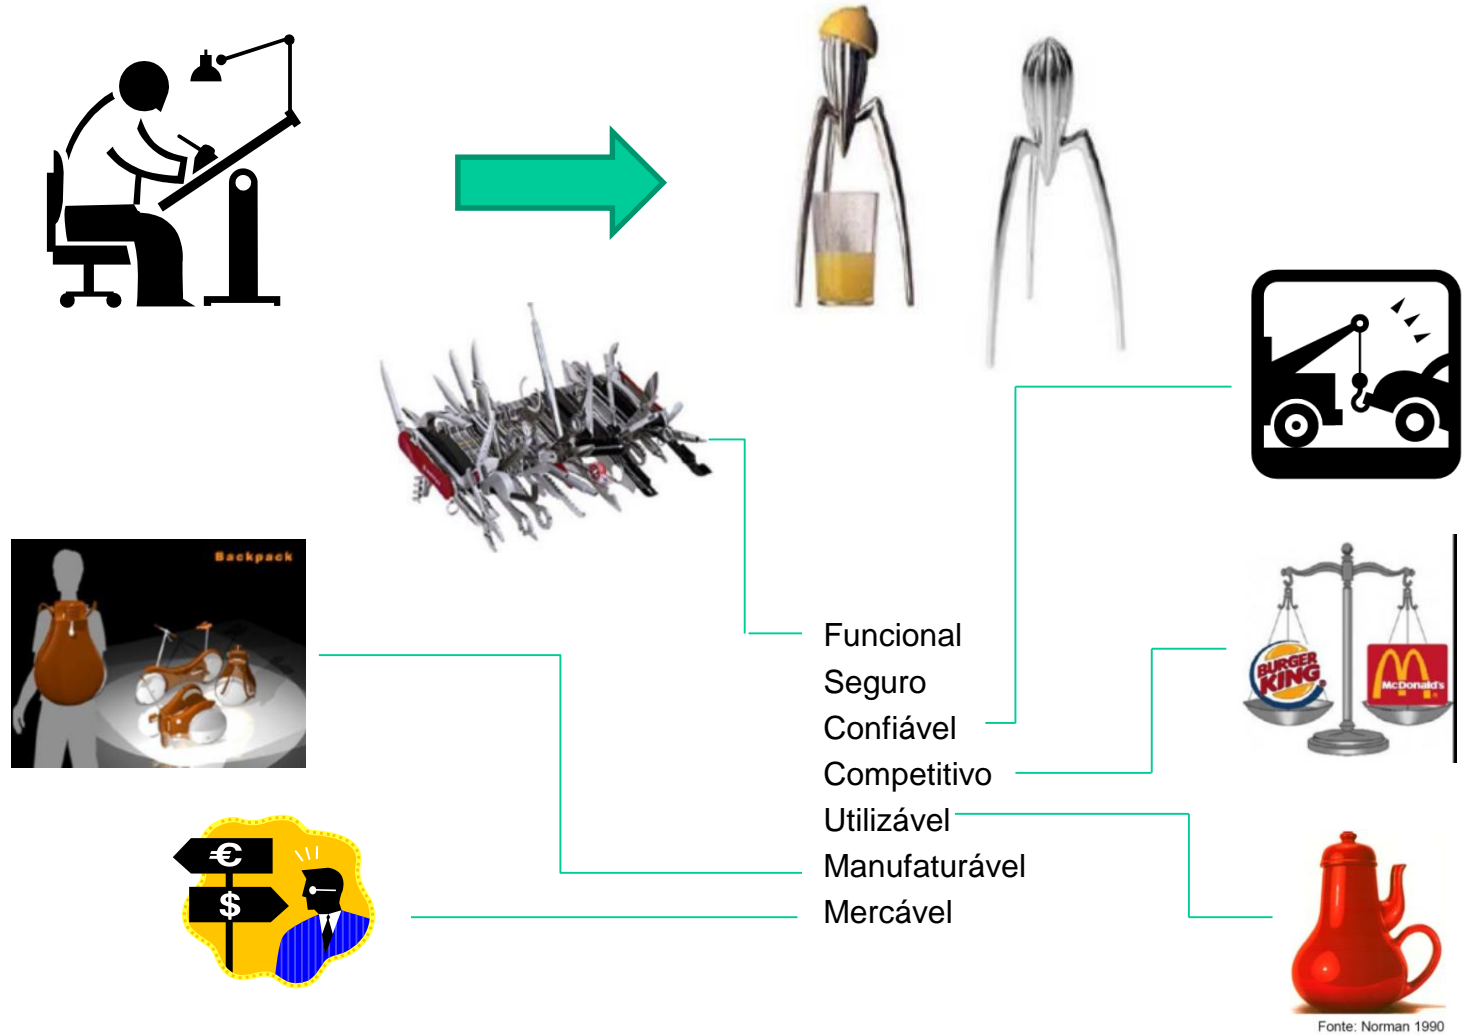 Backpack
Funcional
Seguro
Confiável
Competitivo
Utilizável
Manufaturável
Mercável
€
$
BURGER
KING
®
McDonald's
Fonte: Norman 1990